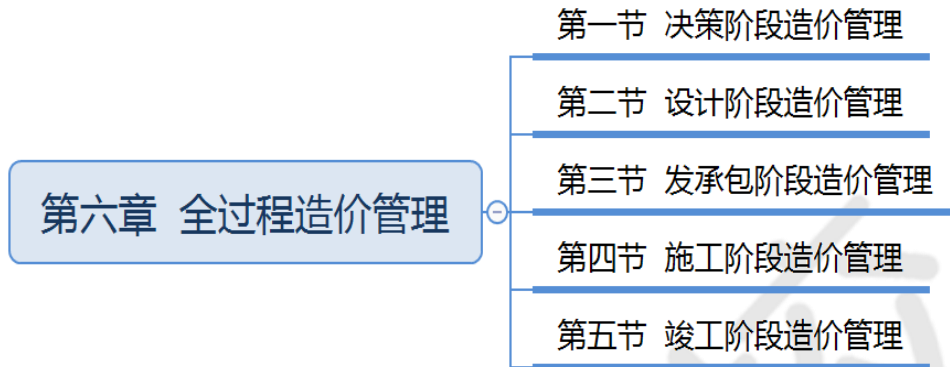 第一节 决策阶段造价管理
第二节 设计阶段造价管理
第六章 全过程造价管理
第三节 发承包阶段造价管理
第四节 施工阶段造价管理
第五节 竣工阶段造价管理